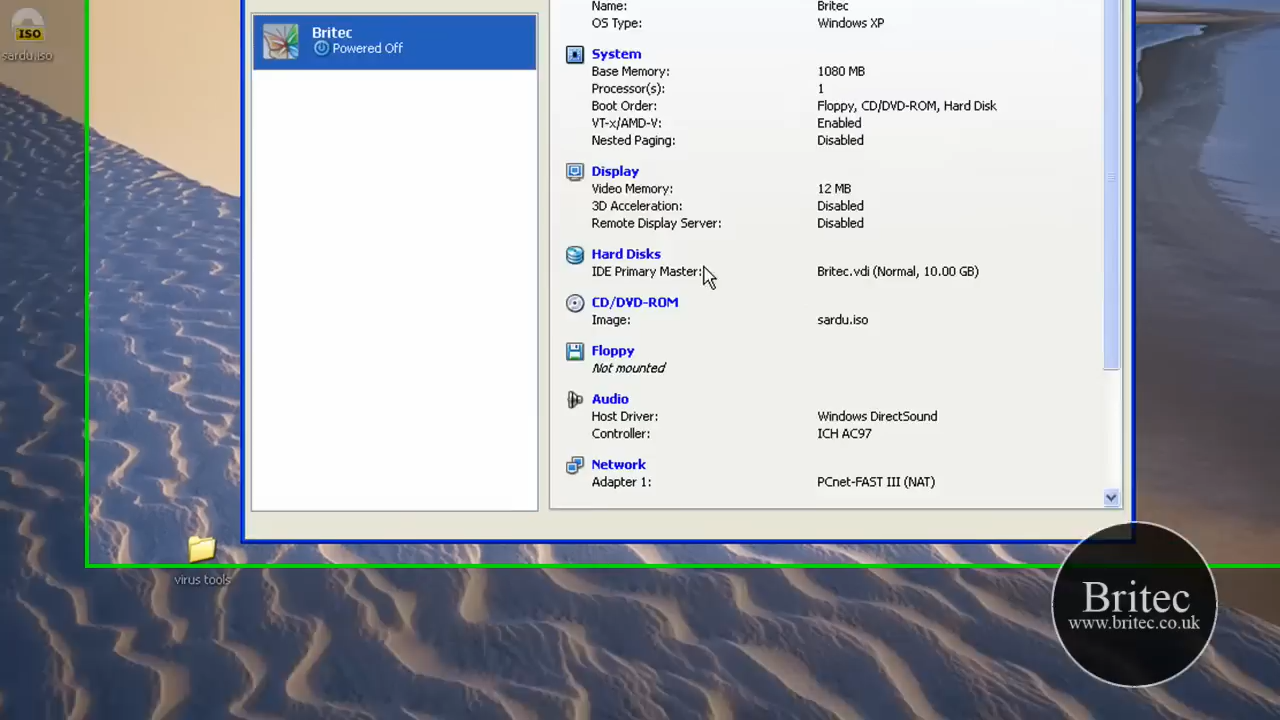 sardu.iso
Britec
Powered Off
Name: Britec
OS Type: Windows XP
System
Base Memory: 1080 MB
Processor(s): 1
Boot Order: Floppy, CD/DVD-ROM, Hard Disk
VT-x/AMD-V: Enabled
Nested Paging: Disabled
Display
Video Memory: 12 MB
3D Acceleration: Disabled
Remote Display Server: Disabled
Hard Disks
IDE Primary Master: Britec.vdi (Normal, 10.00 GB)
CD/DVD-ROM
Image: sardu.iso
Floppy
Not mounted
Audio
Host Driver: Windows DirectSound
Controller: ICH AC97
Network
Adapter 1: PCnet-FAST III (NAT)
virus tools
Britec
www.britec.co.uk
ISO